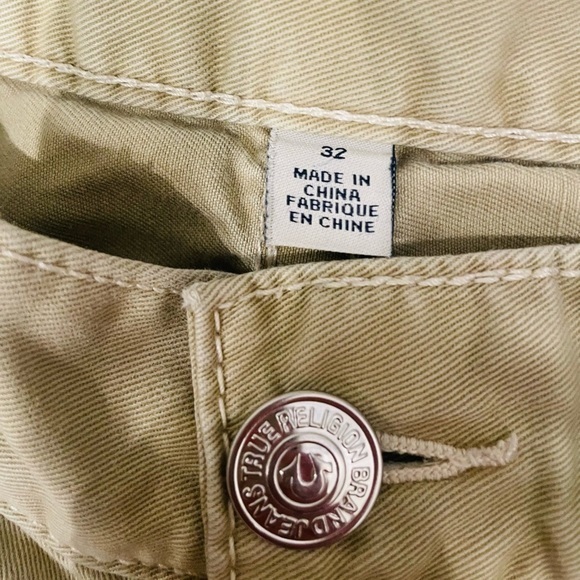 32
MADE IN
CHINA
FABRIQUE
EN CHINE
TRUE RELIGION BRAND JEANS